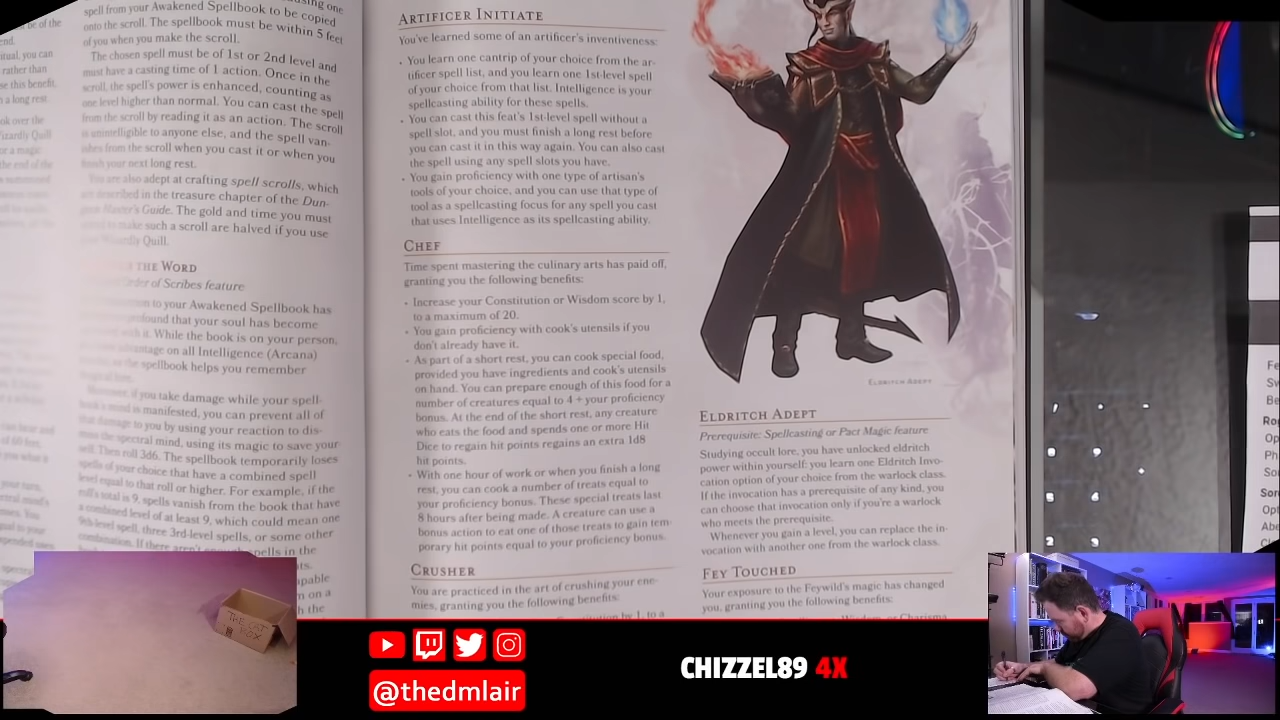 spell from your Awakened Spellbook to be copied
onto the scroll. The spellbook must be within 5 feet
of you when you make the scroll.
The chosen spell must be of 1st or 2nd level and
must have a casting time of 1 action. Once in the
scroll, the spell's power is enhanced, counting as
one level higher than normal. You can cast the spell
from the scroll by reading it as an action. The scroll
is unintelligible to anyone else, and the spell van-
ishes from the scroll when you cast it or when you
finish your next long rest.
You are also adept at crafting spell scrolls, which
are described in the treasure chapter of the Dun-
Master's Guide. The gold and time you must
to make such a scroll are halved if you use
Wizardly Quill.
THE WORD
Order of Scribes feature
to your Awakened Spellbook has
profound that your soul has become
with it. While the book is on your person,
advantage on all Intelligence (Arcana)
the spellbook helps you remember
if you take damage while your spell-
mind is manifested, you can prevent all of
that damage to you by using your reaction to dis-
miss the spectral mind, using its magic to save your-
self. Then roll 3d6. The spellbook temporarily loses
spells of your choice that have a combined spell
level equal to that roll or higher. For example, if the
roll's total is 9, spells vanish from the book that have
a combined level of at least 9, which could mean one
9th-level spell, three 3rd-level spells, or some other
combination. If there aren't enough spells in the
ARTIFICER INITIATE
You've learned some of an artificer's inventiveness:
• You learn one cantrip of your choice from the ar-
tificer spell list, and you learn one 1st-level spell
of your choice from that list. Intelligence is your
spellcasting ability for these spells.
• You can cast this feat's 1st-level spell without a
spell slot, and you must finish a long rest before
you can cast it in this way again. You can also cast
the spell using any spell slots you have.
• You gain proficiency with one type of artisan's
tools of your choice, and you can use that type of
tool as a spellcasting focus for any spell you cast
that uses Intelligence as its spellcasting ability.
CHEF
Time spent mastering the culinary arts has paid off,
granting you the following benefits:
• Increase your Constitution or Wisdom score by 1,
to a maximum of 20.
• You gain proficiency with cook's utensils if you
don't already have it.
• As part of a short rest, you can cook special food,
provided you have ingredients and cook's utensils
on hand. You can prepare enough of this food for a
number of creatures equal to 4 + your proficiency
bonus. At the end of the short rest, any creature
who eats the food and spends one or more Hit
Dice to regain hit points regains an extra 1d8
hit points.
• With one hour of work or when you finish a long
rest, you can cook a number of treats equal to
your proficiency bonus. These special treats last
8 hours after being made. A creature can use a
bonus action to eat one of those treats to gain tem-
porary hit points equal to your proficiency bonus.
CRUSHER
You are practiced in the art of crushing your ene-
mies, granting you the following benefits:
ELDRITCH ADEPT
ELDRITCH ADEPT
Prerequisite: Spellcasting or Pact Magic feature
Studying occult lore, you have unlocked eldritch
power within yourself: you learn one Eldritch Invo-
cation option of your choice from the warlock class.
If the invocation has a prerequisite of any kind, you
can choose that invocation only if you're a warlock
who meets the prerequisite.
Whenever you gain a level, you can replace the in-
vocation with another one from the warlock class.
FEY TOUCHED
Your exposure to the Feywild's magic has changed
you, granting you the following benefits:
THE CAT
BOX
@thedmlair
CHIZZEL89 4X